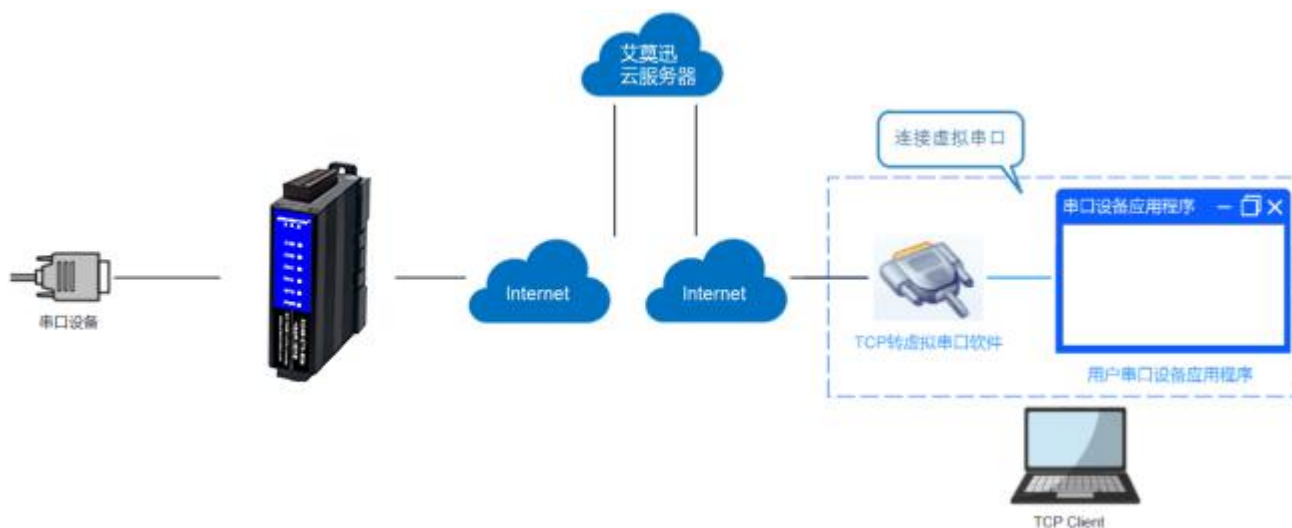 艾莫迅
云服务器
连接虚拟串口
串口设备应用程序
Internet
Internet
串口设备
TCP转虚拟串口软件
用户串口设备应用程序
TCP Client